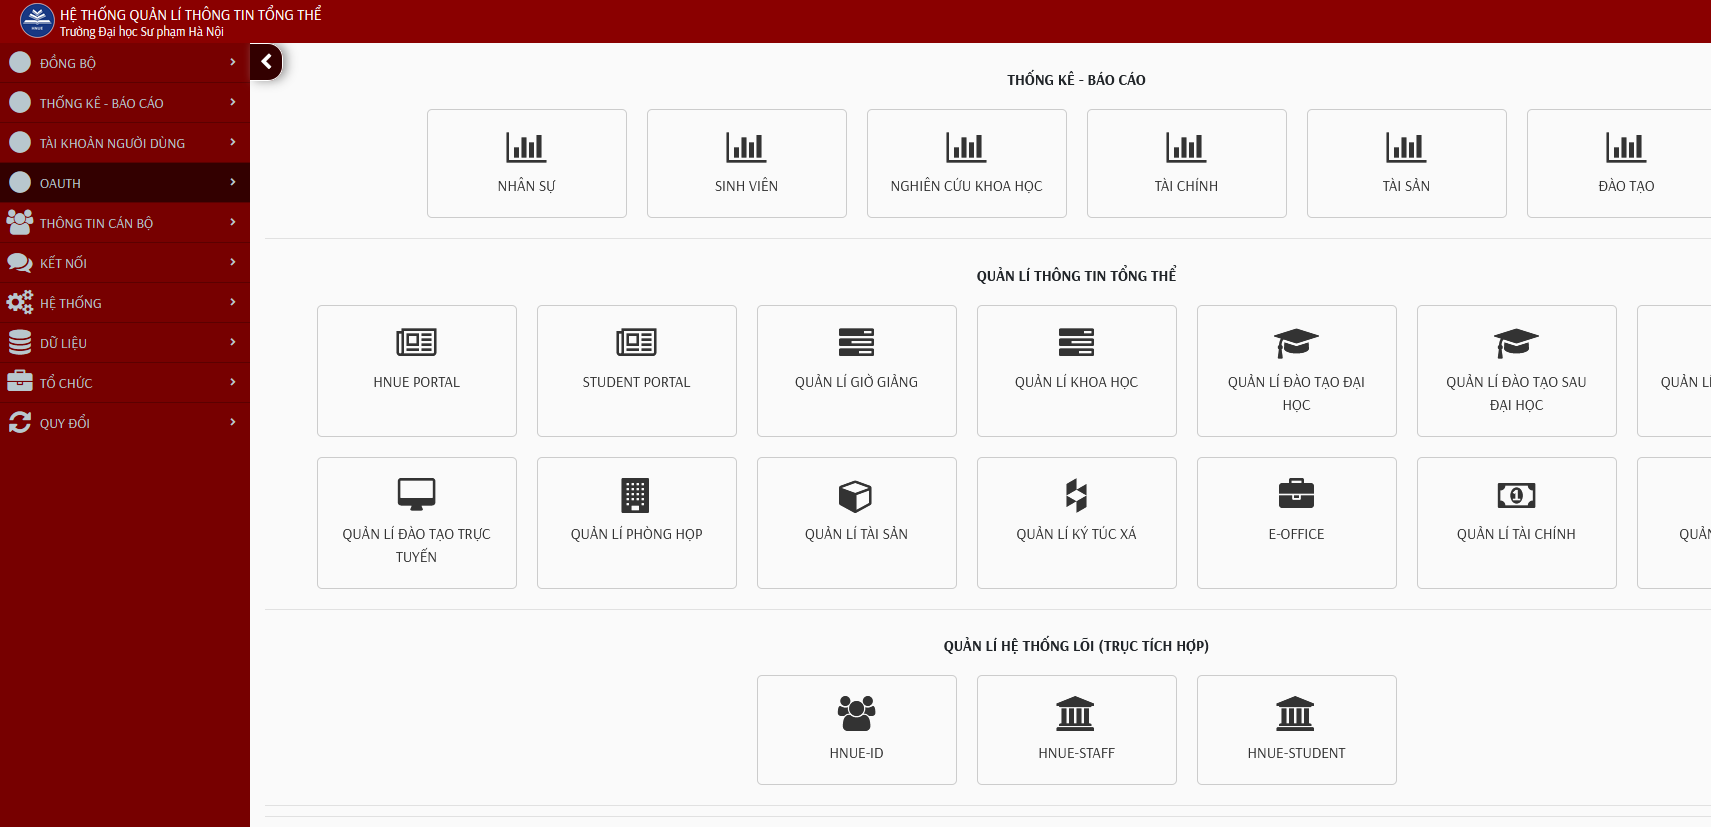 HỆ THỐNG QUẢN LÍ THÔNG TIN TỔNG THỂ
Trường Đại học Sư phạm Hà Nội
HNUE
ĐỒNG BỘ
THỐNG KÊ - BÁO CÁO
TÀI KHOẢN NGƯỜI DÙNG
OAUTH
THÔNG TIN CÁN BỘ
KẾT NỐI
HỆ THỐNG
DỮ LIỆU
TỔ CHỨC
QUY ĐỔI
THỐNG KÊ - BÁO CÁO
NHÂN SỰ
SINH VIÊN
NGHIÊN CỨU KHOA HỌC
TÀI CHÍNH
TÀI SẢN
ĐÀO TẠO
QUẢN LÍ THÔNG TIN TỔNG THỂ
HNUE PORTAL
STUDENT PORTAL
QUẢN LÍ GIỜ GIẢNG
QUẢN LÍ KHOA HỌC
QUẢN LÍ ĐÀO TẠO ĐẠI
HỌC
QUẢN LÍ ĐÀO TẠO SAU
ĐẠI HỌC
QUẢN LÍ
QUẢN LÍ ĐÀO TẠO TRỰC
TUYẾN
QUẢN LÍ PHÒNG HỌP
QUẢN LÍ TÀI SẢN
QUẢN LÍ KÝ TÚC XÁ
E-OFFICE
QUẢN LÍ TÀI CHÍNH
QUẢN LÍ HỆ THỐNG LÕI (TRỤC TÍCH HỢP)
HNUE-ID
HNUE-STAFF
HNUE-STUDENT